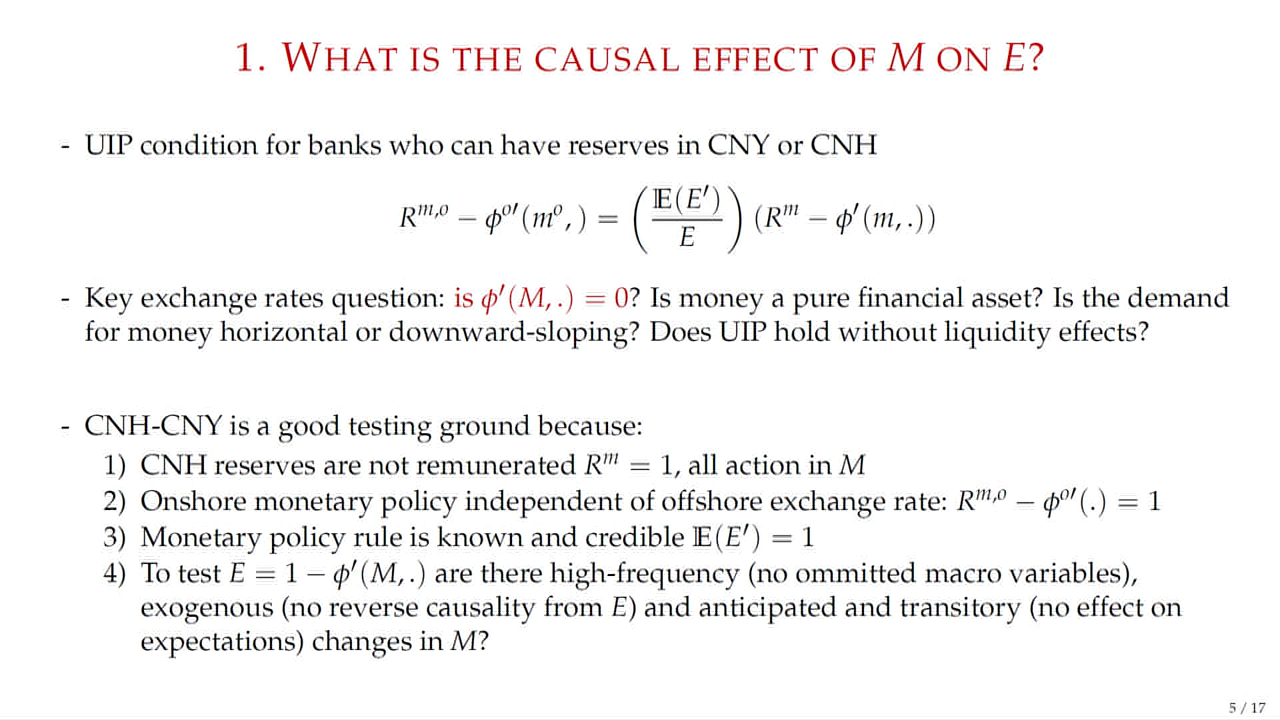 1. WHAT IS THE CAUSAL EFFECT OF M ON E?
- UIP condition for banks who can have reserves in CNY or CNH
R^{m,o} − ϕ^{o′}(m^o, ) = (𝔼(E′) / E) (R^m − ϕ′(m, .))
- Key exchange rates question: is ϕ′(M, .) = 0? Is money a pure financial asset? Is the demand
for money horizontal or downward-sloping? Does UIP hold without liquidity effects?
- CNH-CNY is a good testing ground because:
1) CNH reserves are not remunerated R^m = 1, all action in M
2) Onshore monetary policy independent of offshore exchange rate: R^{m,o} − ϕ^{o′}(.) = 1
3) Monetary policy rule is known and credible 𝔼(E′) = 1
4) To test E = 1 − ϕ′(M, .) are there high-frequency (no ommitted macro variables),
exogenous (no reverse causality from E) and anticipated and transitory (no effect on
expectations) changes in M?
5 / 17